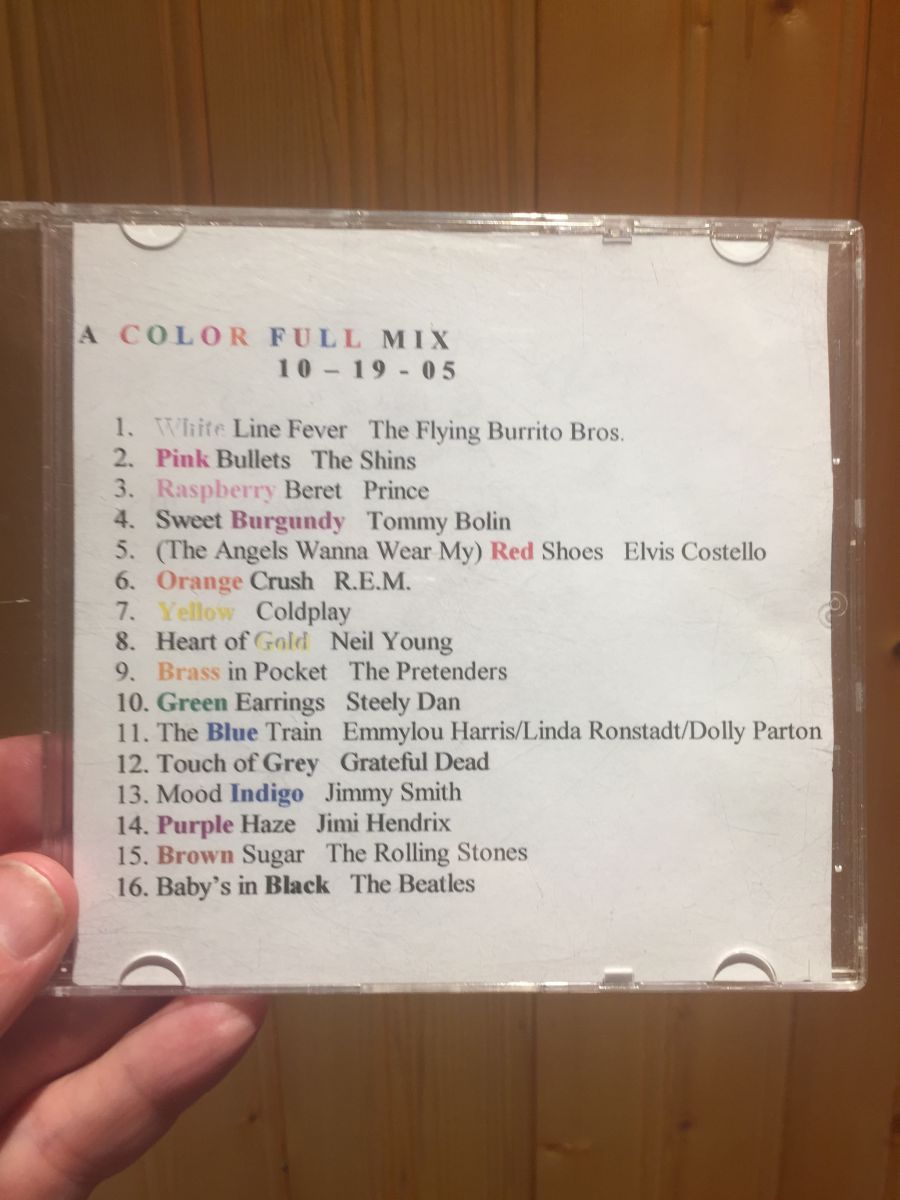 A COLOR FULL MIX
10 – 19 - 05
1. White Line Fever The Flying Burrito Bros.
2. Pink Bullets The Shins
3. Raspberry Beret Prince
4. Sweet Burgundy Tommy Bolin
5. (The Angels Wanna Wear My) Red Shoes Elvis Costello
6. Orange Crush R.E.M.
7. Yellow Coldplay
8. Heart of Gold Neil Young
9. Brass in Pocket The Pretenders
10. Green Earrings Steely Dan
11. The Blue Train Emmylou Harris/Linda Ronstadt/Dolly Parton
12. Touch of Grey Grateful Dead
13. Mood Indigo Jimmy Smith
14. Purple Haze Jimi Hendrix
15. Brown Sugar The Rolling Stones
16. Baby's in Black The Beatles